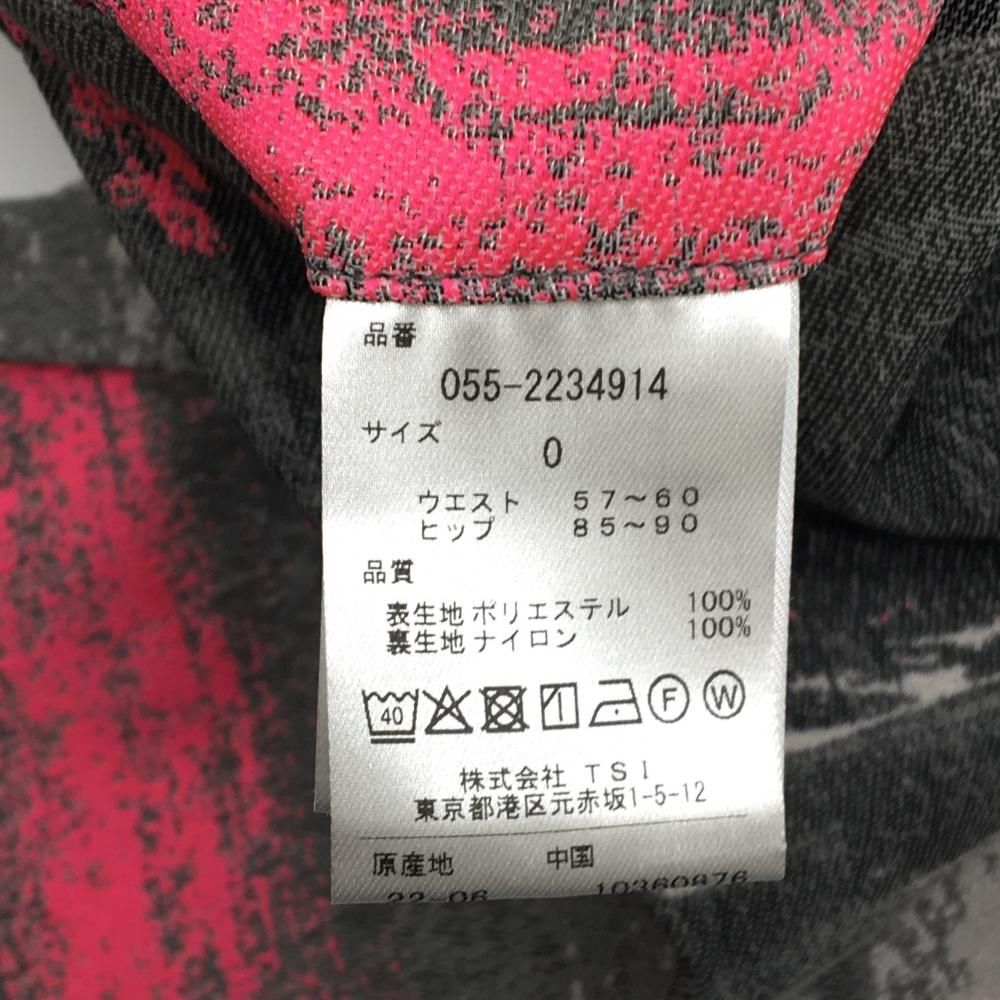 品番
055-2234914
サイズ
0
ウエスト 57～60
ヒップ 85～90
品質
表生地 ポリエステル 100%
裏生地 ナイロン 100%
40 F W
株式会社 TSI
東京都港区元赤坂1-5-12
原産地 中国
22-06 10360876